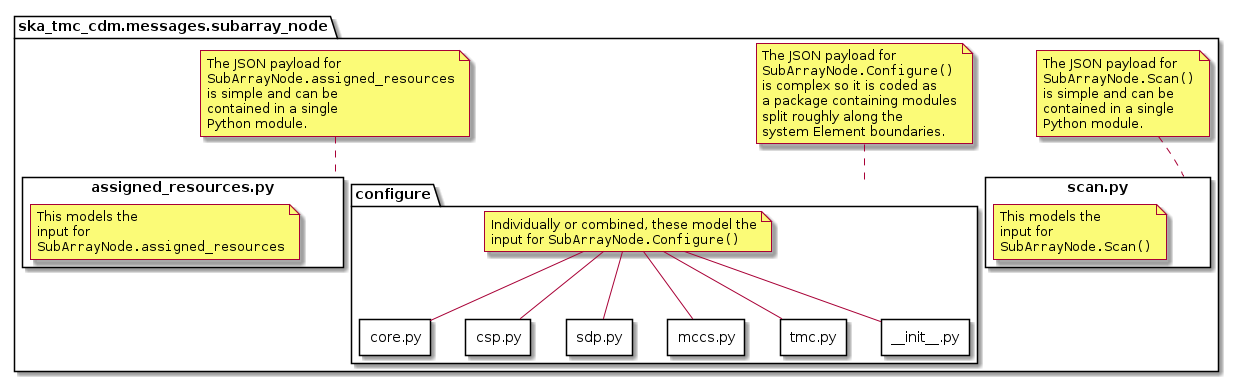 ska_tmc_cdm.messages.subarray_node
The JSON payload for
SubArrayNode.assigned_resources
is simple and can be
contained in a single
Python module.
The JSON payload for
SubArrayNode.Configure()
is complex so it is coded as
a package containing modules
split roughly along the
system Element boundaries.
The JSON payload for
SubArrayNode.Scan()
is simple and can be
contained in a single
Python module.
assigned_resources.py
This models the
input for
SubArrayNode.assigned_resources
configure
Individually or combined, these model the
input for SubArrayNode.Configure()
core.py
csp.py
sdp.py
mccs.py
tmc.py
__init__.py
scan.py
This models the
input for
SubArrayNode.Scan()